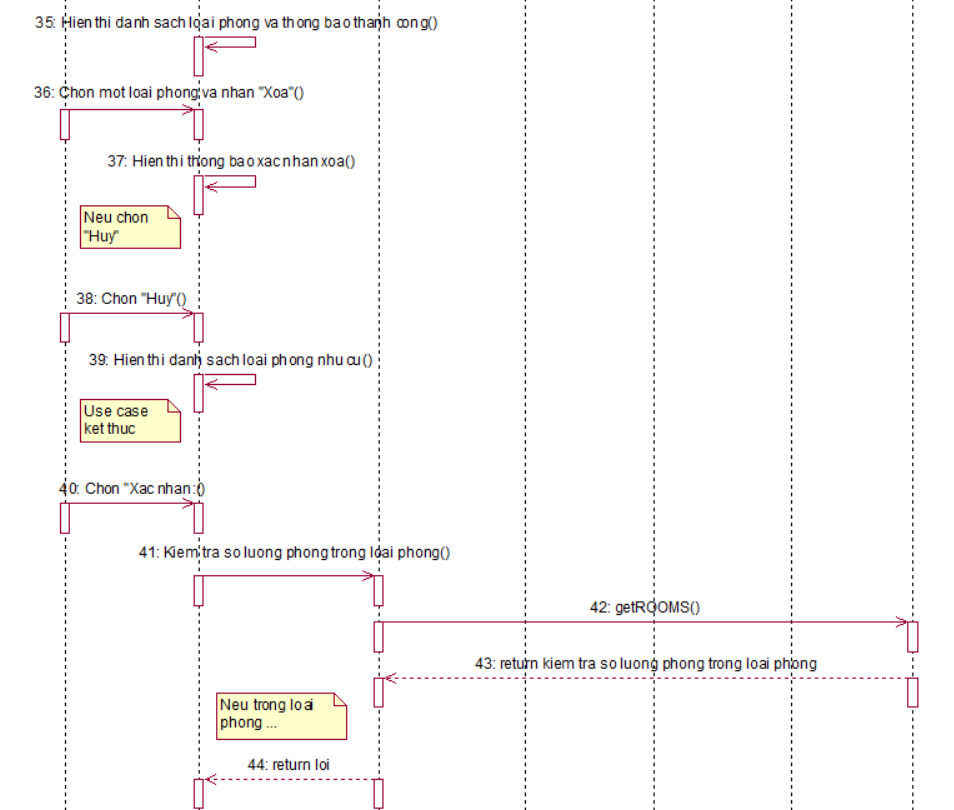 35: Hien thi danh sach loai phong va thong bao thanh cong()
36: Chon mot loai phong va nhan "Xoa"()
37: Hien thi thong bao xac nhan xoa()
Neu chon
"Huy"
38: Chon "Huy"()
39: Hien thi danh sach loai phong nhu cu()
Use case
ket thuc
40: Chon "Xac nhan:()
41: Kiem tra so luong phong trong loai phong()
42: getROOMS()
43: return kiem tra so luong phong trong loai phong
Neu trong loai
phong ...
44: return loi